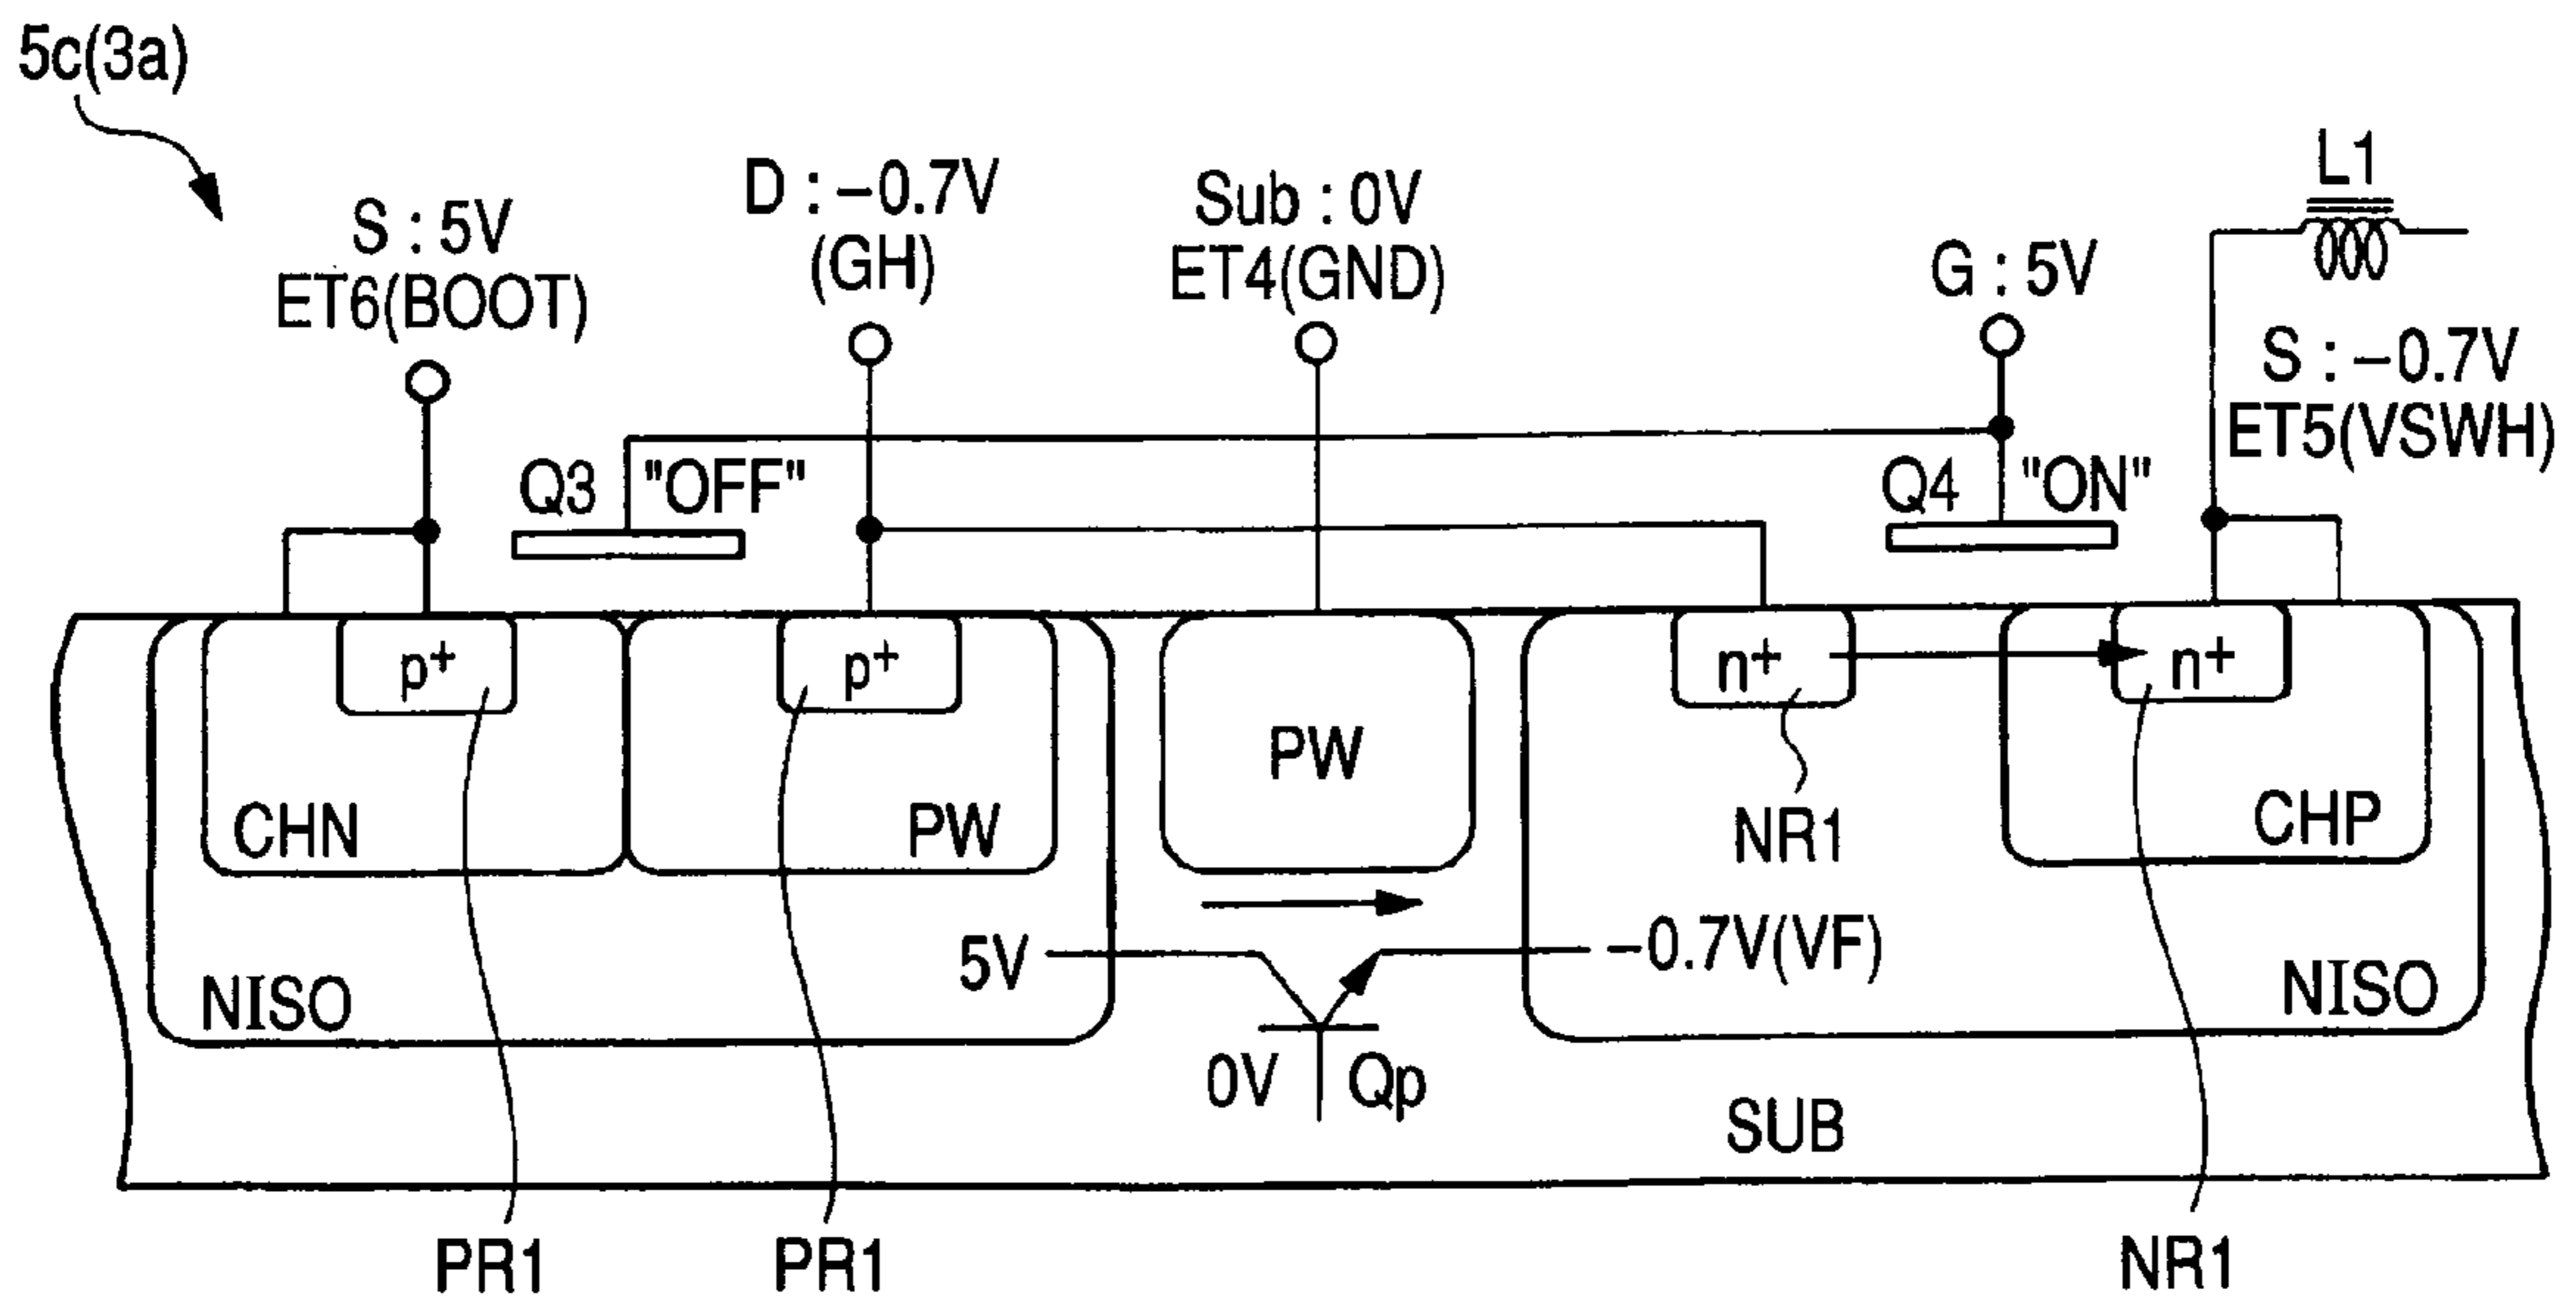 5c(3a)
S : 5V
ET6(BOOT)
D : –0.7V
(GH)
Sub : 0V
ET4(GND)
G : 5V
L1
S : –0.7V
ET5(VSWH)
Q3 "OFF"
Q4 "ON"
p+
p+
n+
n+
PW
CHN
PW
NR1
CHP
5V
–0.7V(VF)
NISO
NISO
0V
Qp
SUB
PR1
PR1
NR1